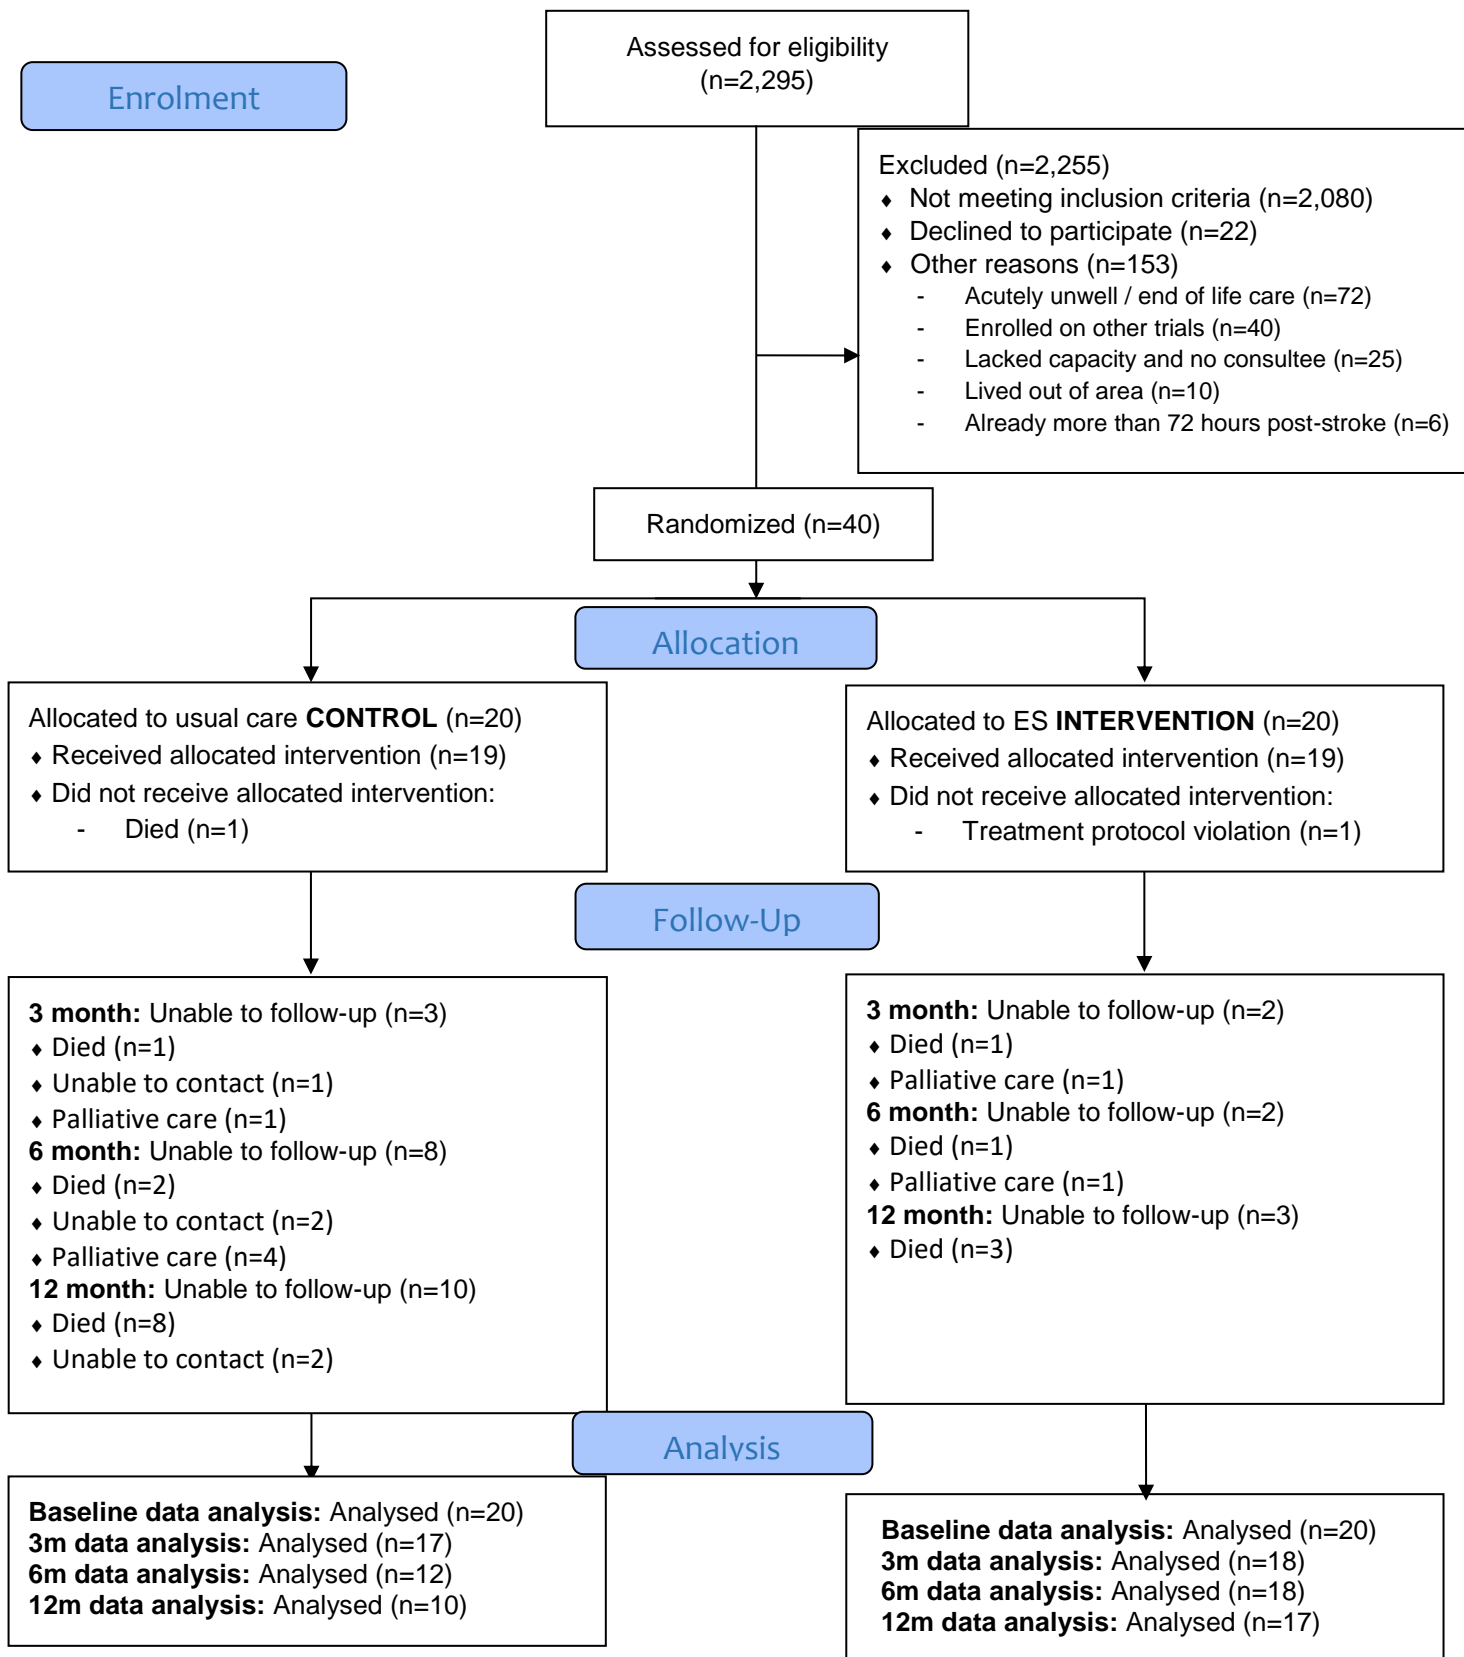 Assessed for eligibility
(n=2,295)
Enrolment
Excluded (n=2,255)
♦ Not meeting inclusion criteria (n=2,080)
♦ Declined to participate (n=22)
♦ Other reasons (n=153)
- Acutely unwell / end of life care (n=72)
- Enrolled on other trials (n=40)
- Lacked capacity and no consultee (n=25)
- Lived out of area (n=10)
- Already more than 72 hours post-stroke (n=6)
Randomized (n=40)
Allocation
Allocated to usual care CONTROL (n=20)
♦ Received allocated intervention (n=19)
♦ Did not receive allocated intervention:
- Died (n=1)
Allocated to ES INTERVENTION (n=20)
♦ Received allocated intervention (n=19)
♦ Did not receive allocated intervention:
- Treatment protocol violation (n=1)
Follow-Up
3 month: Unable to follow-up (n=3)
♦ Died (n=1)
♦ Unable to contact (n=1)
♦ Palliative care (n=1)
6 month: Unable to follow-up (n=8)
♦ Died (n=2)
♦ Unable to contact (n=2)
♦ Palliative care (n=4)
12 month: Unable to follow-up (n=10)
♦ Died (n=8)
♦ Unable to contact (n=2)
3 month: Unable to follow-up (n=2)
♦ Died (n=1)
♦ Palliative care (n=1)
6 month: Unable to follow-up (n=2)
♦ Died (n=1)
♦ Palliative care (n=1)
12 month: Unable to follow-up (n=3)
♦ Died (n=3)
Analysis
Baseline data analysis: Analysed (n=20)
3m data analysis: Analysed (n=17)
6m data analysis: Analysed (n=12)
12m data analysis: Analysed (n=10)
Baseline data analysis: Analysed (n=20)
3m data analysis: Analysed (n=18)
6m data analysis: Analysed (n=18)
12m data analysis: Analysed (n=17)